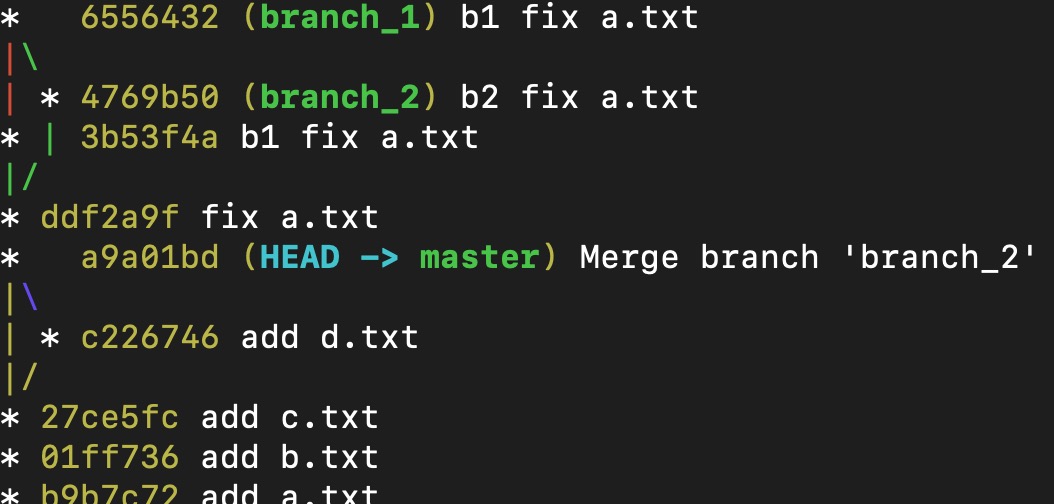 *   6556432 (branch_1) b1 fix a.txt
|\
| * 4769b50 (branch_2) b2 fix a.txt
* | 3b53f4a b1 fix a.txt
|/
* ddf2a9f fix a.txt
*   a9a01bd (HEAD -> master) Merge branch 'branch_2'
|\
| * c226746 add d.txt
|/
* 27ce5fc add c.txt
* 01ff736 add b.txt
* b9b7c72 add a.txt